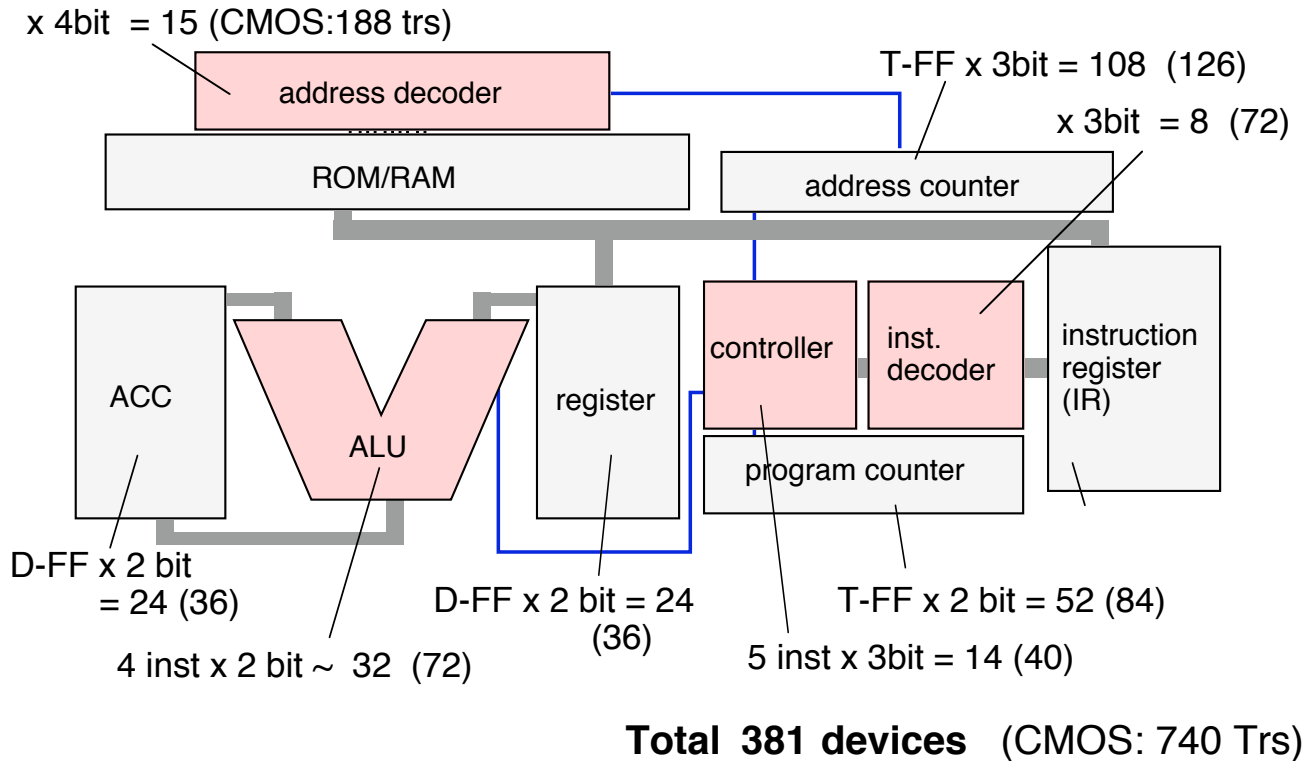 x 4bit = 15 (CMOS:188 trs)
address decoder
T-FF x 3bit = 108 (126)
x 3bit = 8 (72)
ROM/RAM
address counter
ACC
ALU
register
controller
inst.
decoder
instruction
register
(IR)
program counter
D-FF x 2 bit
= 24 (36)
D-FF x 2 bit = 24
(36)
T-FF x 2 bit = 52 (84)
4 inst x 2 bit ~ 32 (72)
5 inst x 3bit = 14 (40)
Total 381 devices (CMOS: 740 Trs)